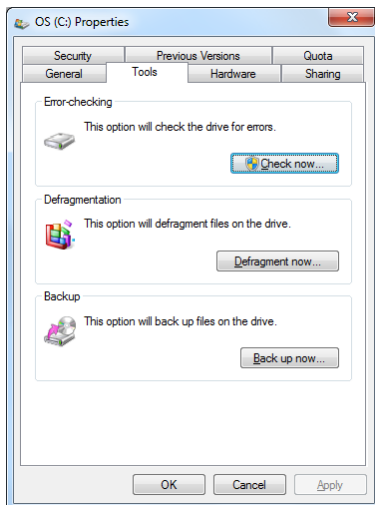 OS (C:) Properties
Security Previous Versions Quota
General Tools Hardware Sharing
Error-checking
This option will check the drive for errors.
Check now...
Defragmentation
This option will defragment files on the drive.
Defragment now...
Backup
This option will back up files on the drive.
Back up now...
OK Cancel Apply